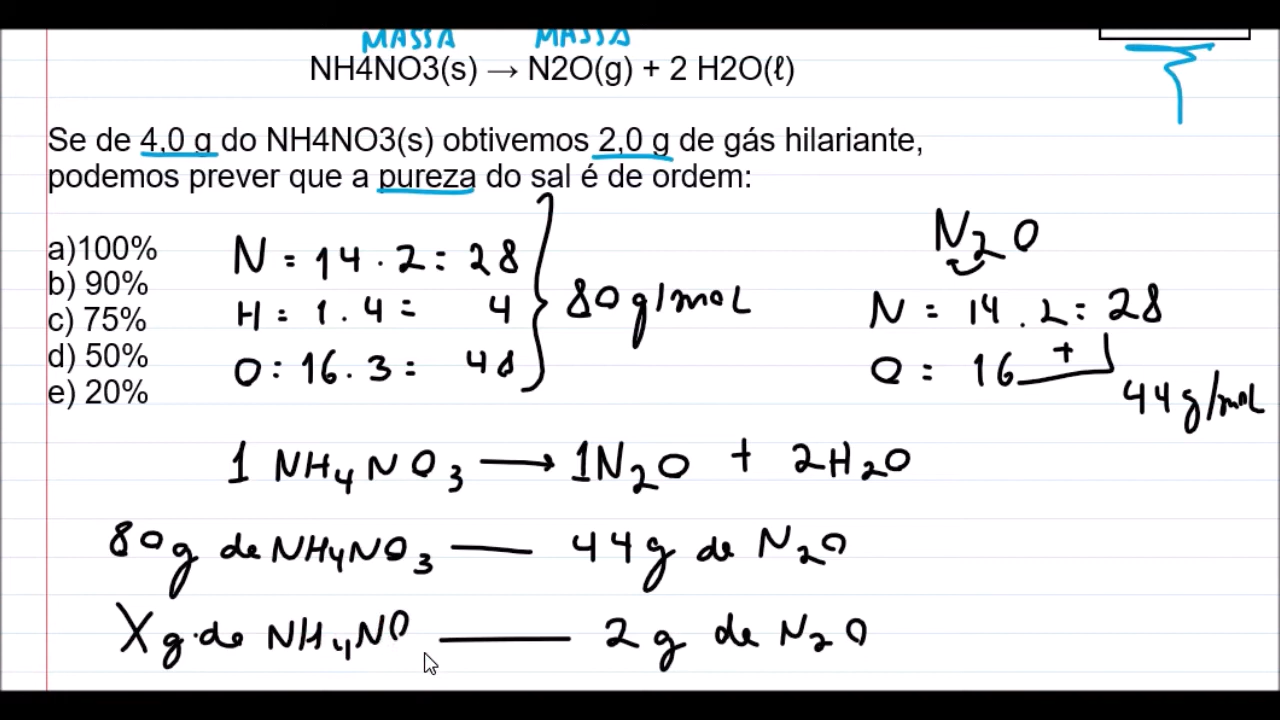 MASSA MASSA
NH4NO3(s) → N2O(g) + 2 H2O(ℓ)
Se de 4,0 g do NH4NO3(s) obtivemos 2,0 g de gás hilariante,
podemos prever que a pureza do sal é de ordem:
a)100%
b) 90%
c) 75%
d) 50%
e) 20%
N = 14 . 2 = 28
H = 1 . 4 = 4
O = 16 . 3 = 48
80 g/mol
N2O
N = 14 . 2 = 28
O = 16 +
44 g/mol
1 NH4NO3 → 1N2O + 2H2O
80g de NH4NO3 — 44g de N2O
X g de NH4NO — 2 g de N2O